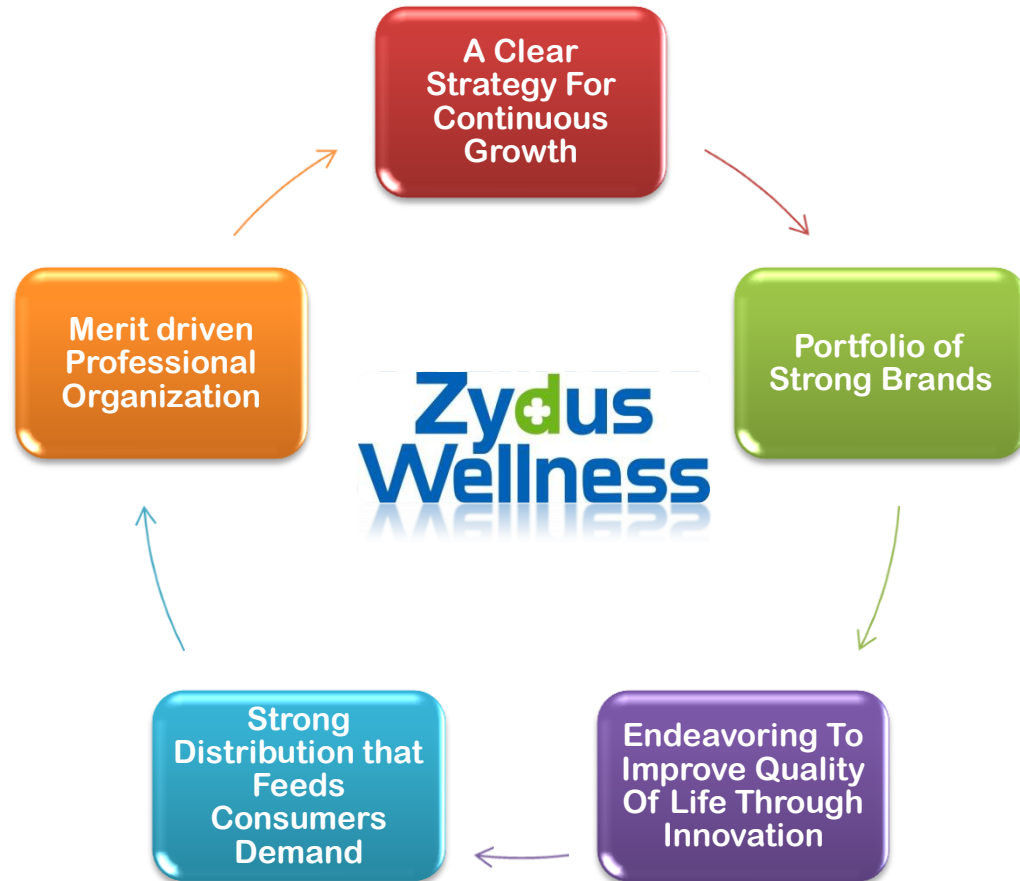 A Clear
Strategy For
Continuous
Growth
Portfolio of
Strong Brands
Endeavoring To
Improve Quality
Of Life Through
Innovation
Strong
Distribution that
Feeds
Consumers
Demand
Merit driven
Professional
Organization
Zydus
Wellness